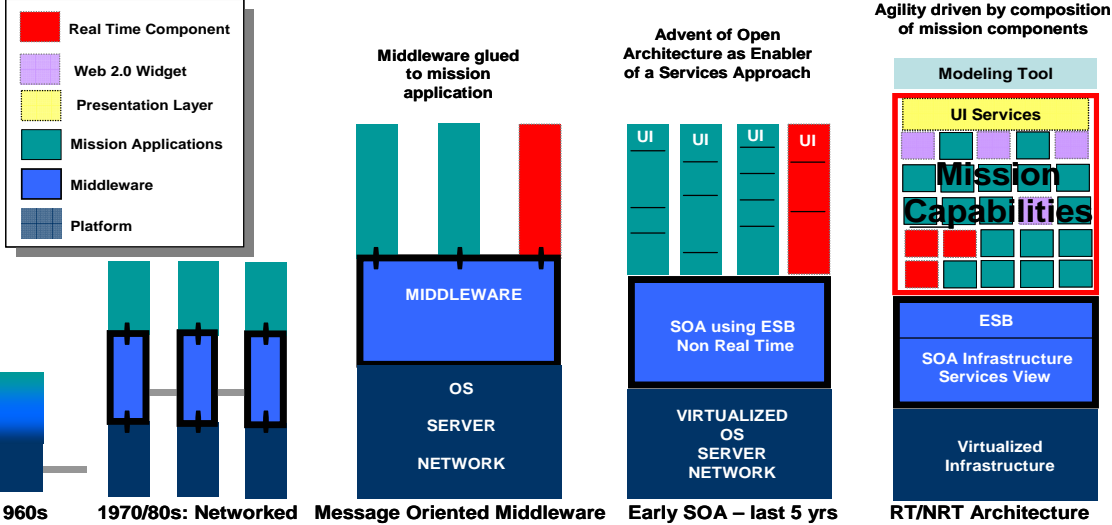 Real Time Component
Web 2.0 Widget
Presentation Layer
Mission Applications
Middleware
Platform
Middleware glued
to mission
application
Advent of Open
Architecture as Enabler
of a Services Approach
Agility driven by composition
of mission components
Modeling Tool
UI Services
Mission
Capabilities
UI
UI
UI
UI
MIDDLEWARE
SOA using ESB
Non Real Time
ESB
SOA Infrastructure
Services View
OS
SERVER
NETWORK
VIRTUALIZED
OS
SERVER
NETWORK
Virtualized
Infrastructure
960s
1970/80s: Networked
Message Oriented Middleware
Early SOA – last 5 yrs
RT/NRT Architecture